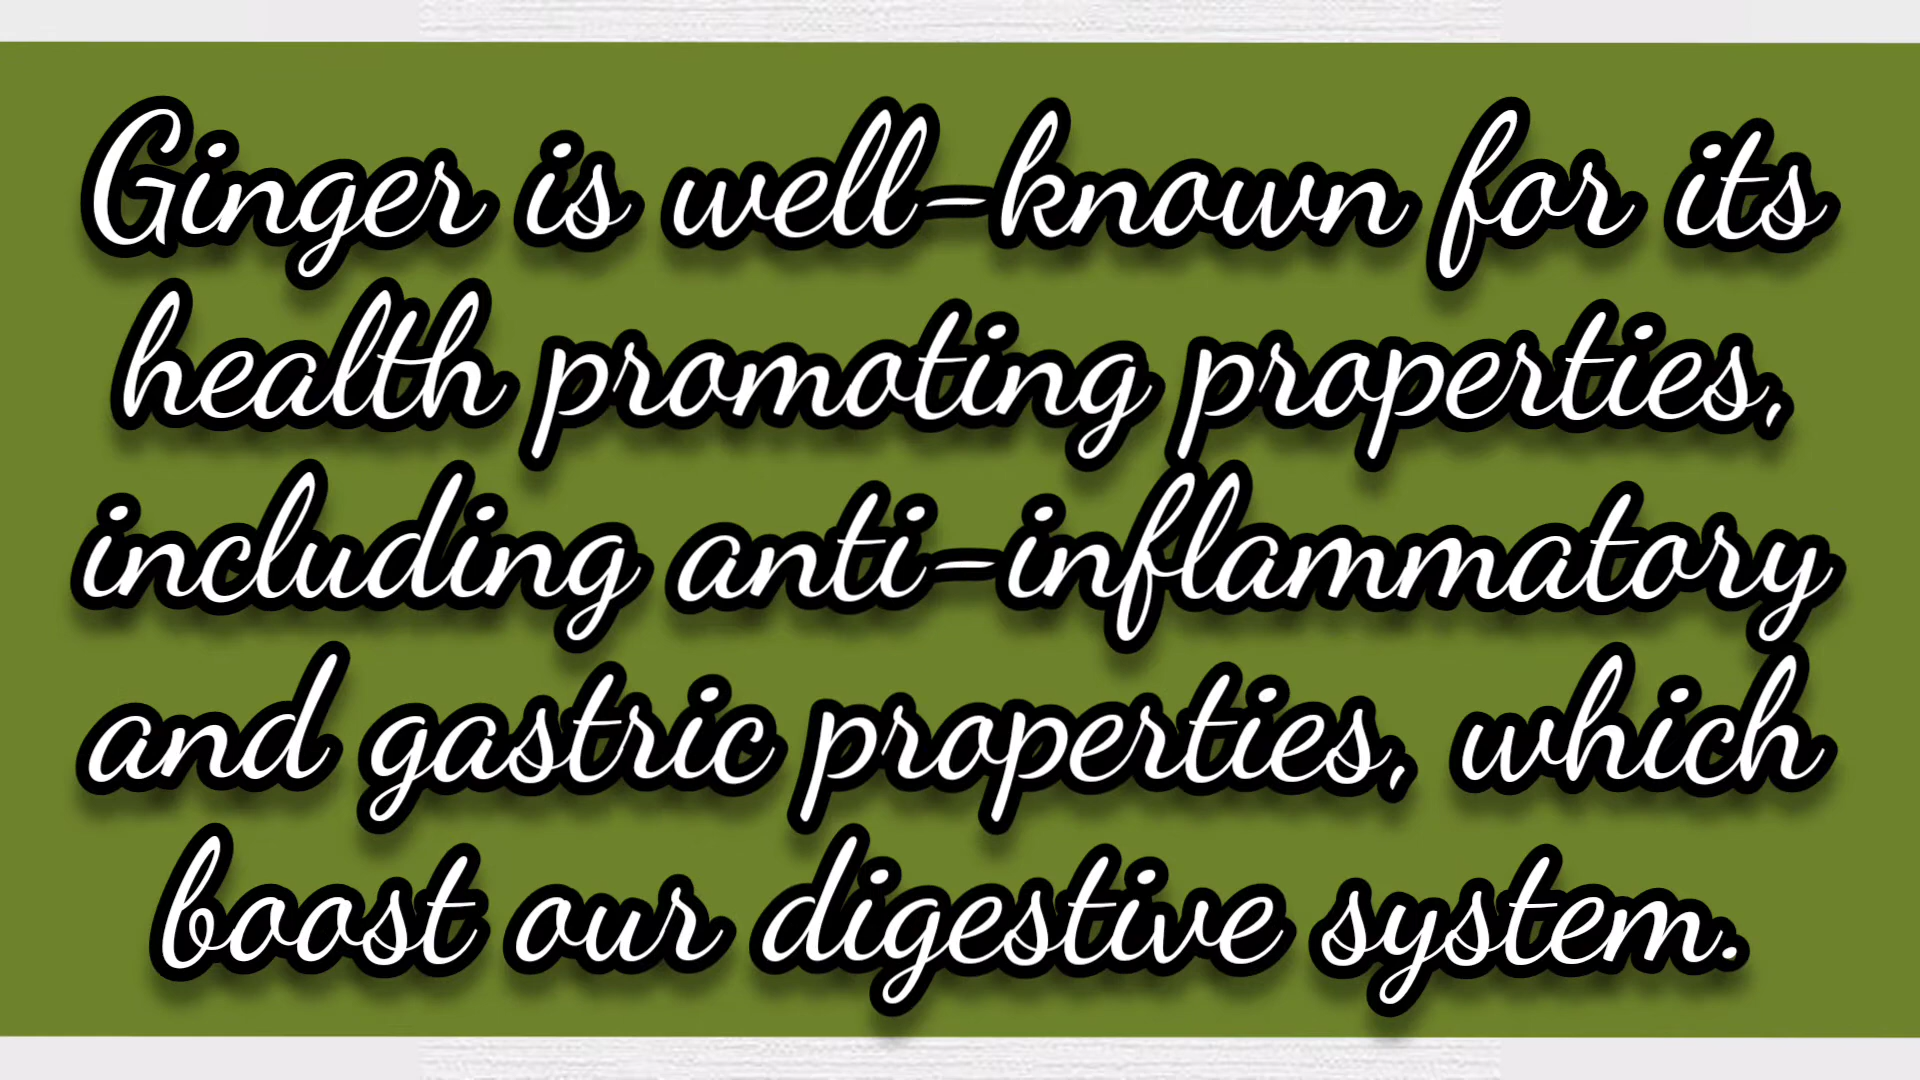 Ginger is well-known for its
health promoting properties,
including anti-inflammatory
and gastric properties, which
boost our digestive system.